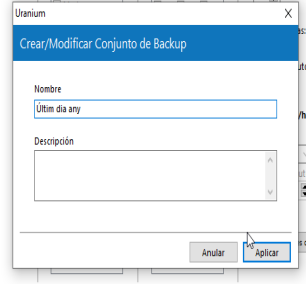 Uranium X
Crear/Modificar Conjunto de Backup
Nombre
Últim dia any
Descripción
Anular Aplicar